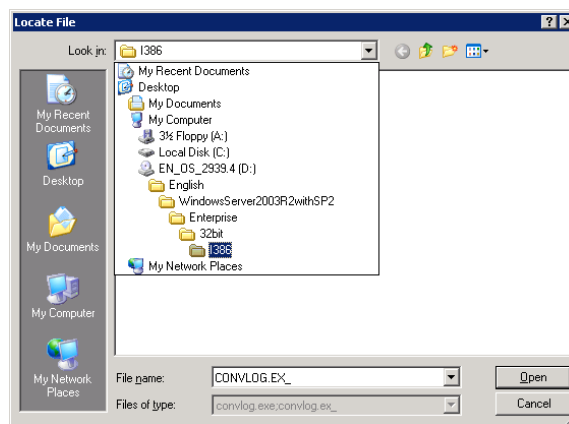 Locate File
Look in:
I386
My Recent Documents
Desktop
My Documents
My Computer
3½ Floppy (A:)
Local Disk (C:)
EN_OS_2939.4 (D:)
English
WindowsServer2003R2withSP2
Enterprise
32bit
I386
My Network Places
My Recent
Documents
Desktop
My Documents
My Computer
My Network
Places
File name:
CONVLOG.EX_
Open
Files of type:
convlog.exe;convlog.ex_
Cancel